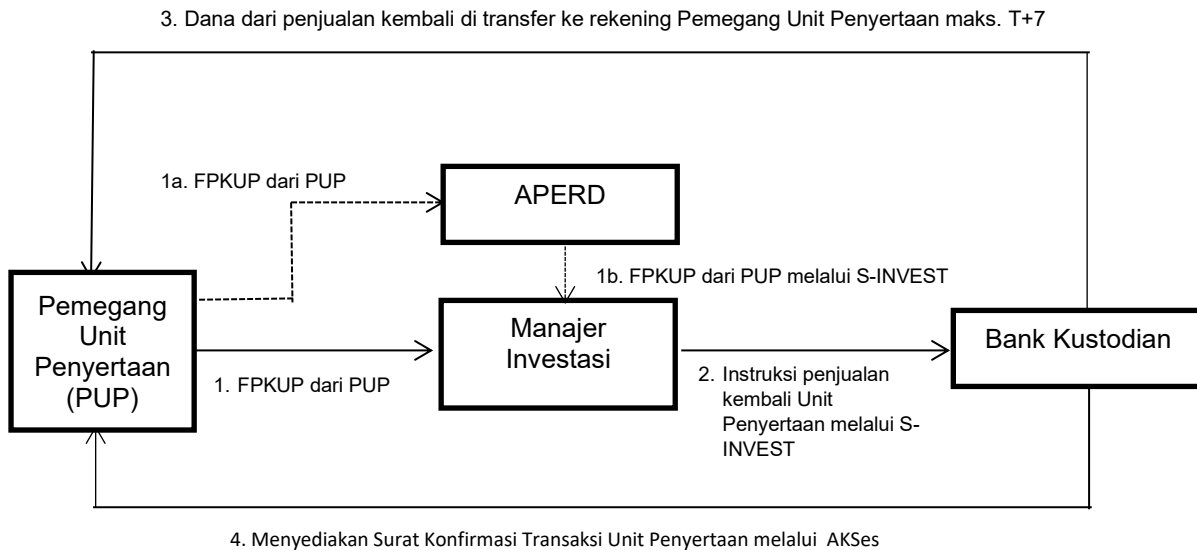 3. Dana dari penjualan kembali di transfer ke rekening Pemegang Unit Penyertaan maks. T+7
1a. FPKUP dari PUP
APERD
1b. FPKUP dari PUP melalui S-INVEST
Pemegang
Unit
Penyertaan
(PUP)
Manajer
Investasi
Bank Kustodian
1. FPKUP dari PUP
2. Instruksi penjualan
kembali Unit
Penyertaan melalui S-
INVEST
4. Menyediakan Surat Konfirmasi Transaksi Unit Penyertaan melalui AKSes